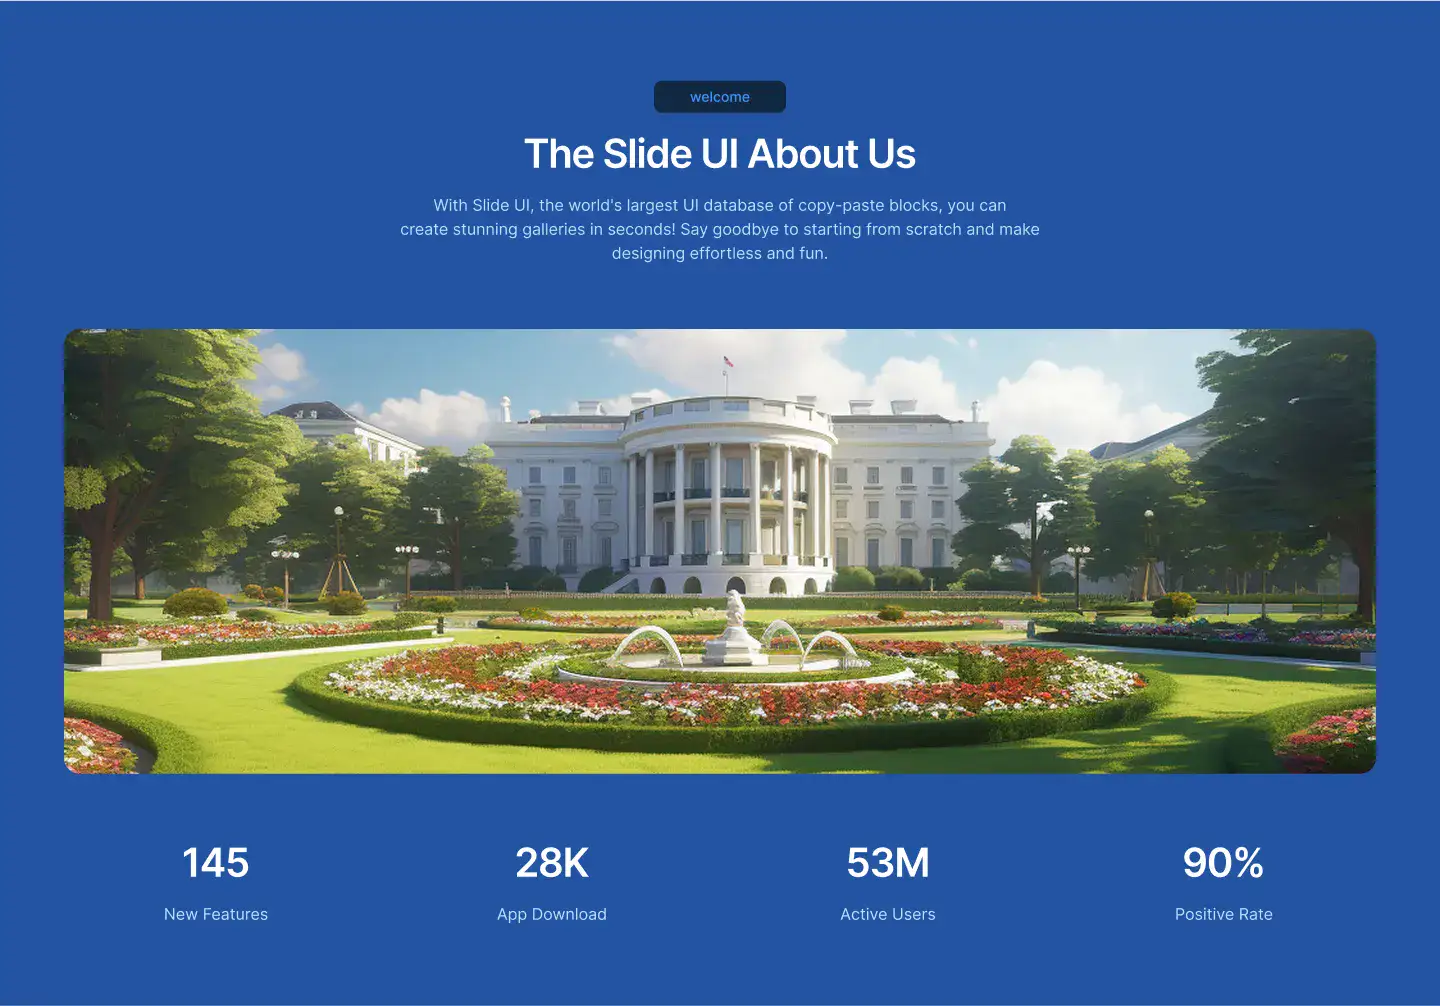 welcome
The Slide UI About Us
With Slide UI, the world's largest UI database of copy-paste blocks, you can
create stunning galleries in seconds! Say goodbye to starting from scratch and make
designing effortless and fun.
145
28K
53M
90%
New Features
App Download
Active Users
Positive Rate